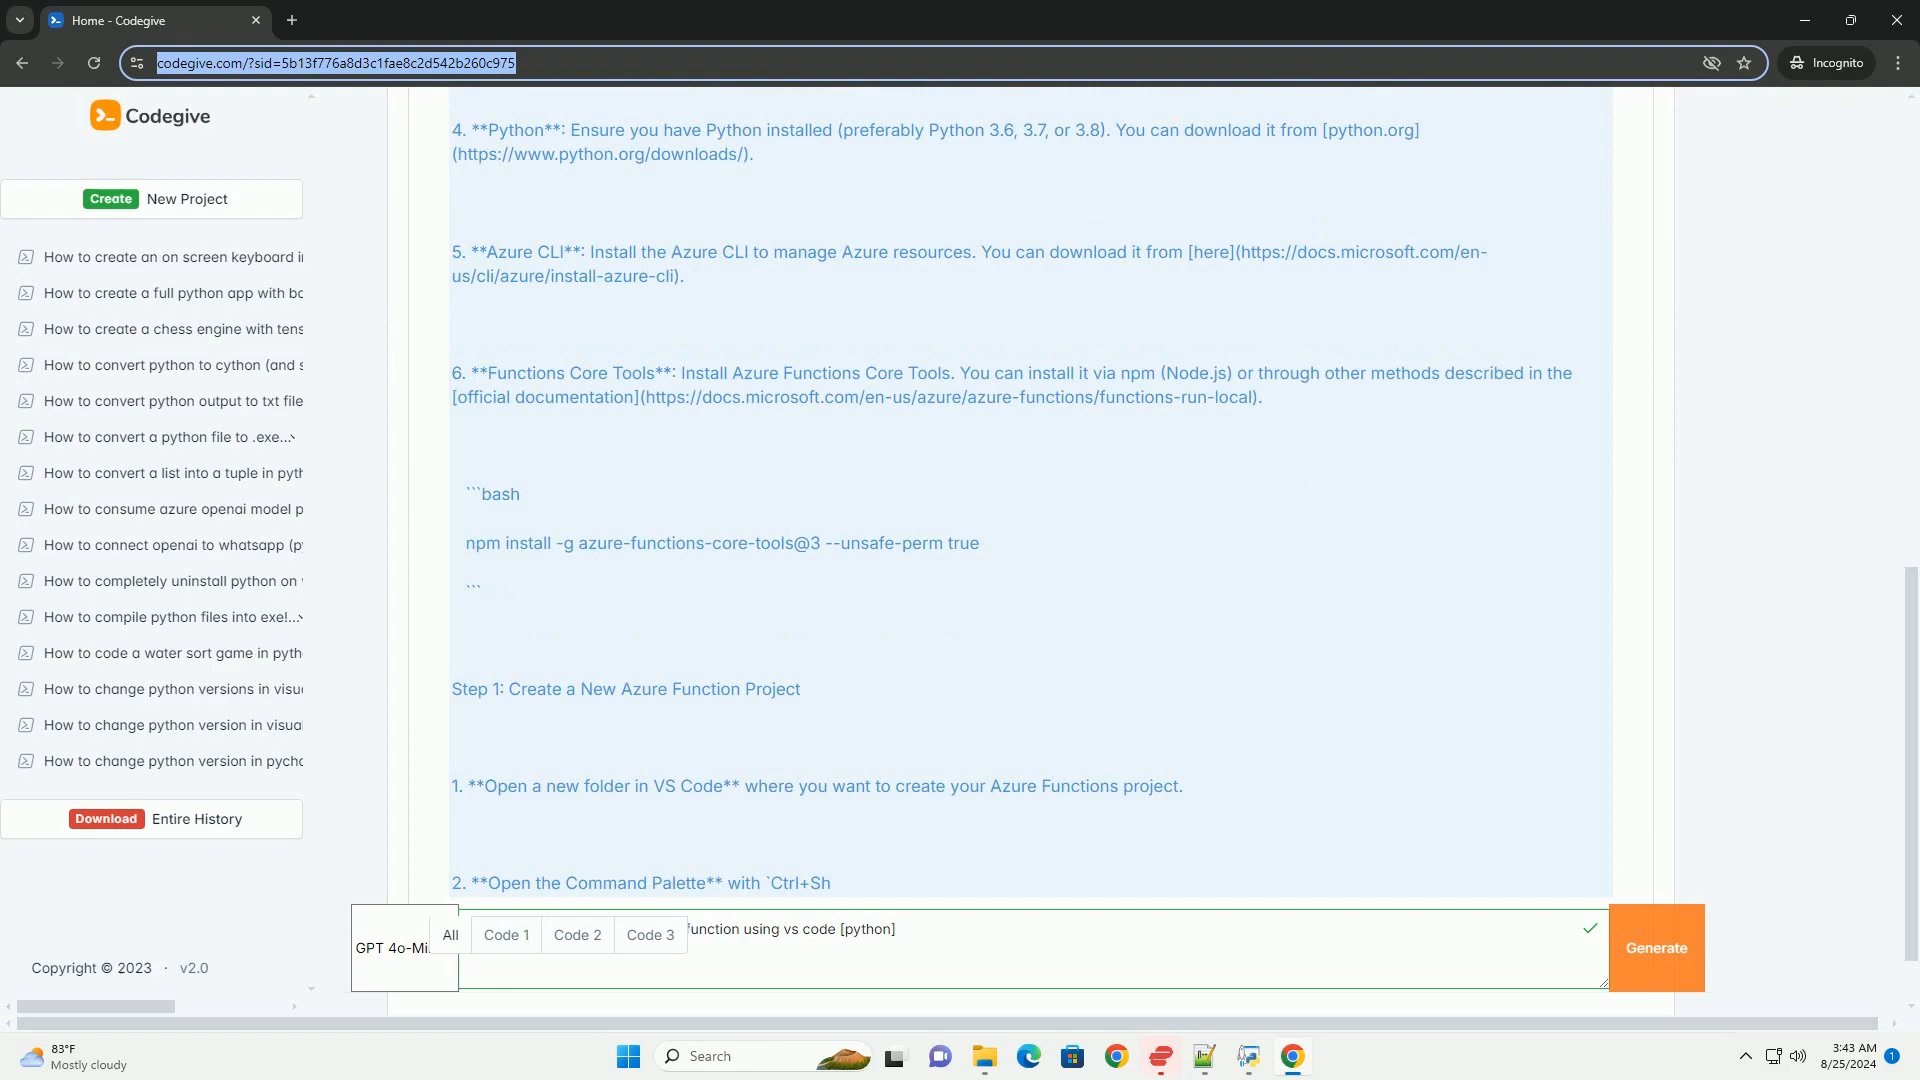 Home - Codegive
codegive.com/?sid=5b13f776a8d3c1fae8c2d542b260c975
Incognito
Codegive
Create New Project
How to create an on screen keyboard i
How to create a full python app with ba
How to create a chess engine with tens
How to convert python to cython (and s
How to convert python output to txt file
How to convert a python file to .exe...
How to convert a list into a tuple in pyth
How to consume azure openai model p
How to connect openai to whatsapp (py
How to completely uninstall python on
How to compile python files into exe!...
How to code a water sort game in pyth
How to change python versions in visu
How to change python version in visual
How to change python version in pycha
Download Entire History
Copyright © 2023 · v2.0
4. **Python**: Ensure you have Python installed (preferably Python 3.6, 3.7, or 3.8). You can download it from [python.org]
(https://www.python.org/downloads/).
5. **Azure CLI**: Install the Azure CLI to manage Azure resources. You can download it from [here](https://docs.microsoft.com/en-
us/cli/azure/install-azure-cli).
6. **Functions Core Tools**: Install Azure Functions Core Tools. You can install it via npm (Node.js) or through other methods described in the
[official documentation](https://docs.microsoft.com/en-us/azure/azure-functions/functions-run-local).
```bash
npm install -g azure-functions-core-tools@3 --unsafe-perm true
```
Step 1: Create a New Azure Function Project
1. **Open a new folder in VS Code** where you want to create your Azure Functions project.
2. **Open the Command Palette** with `Ctrl+Sh
GPT 4o-Mi
All Code 1 Code 2 Code 3
function using vs code [python]
Generate
83°F
Mostly cloudy
Search
3:43 AM
8/25/2024
1